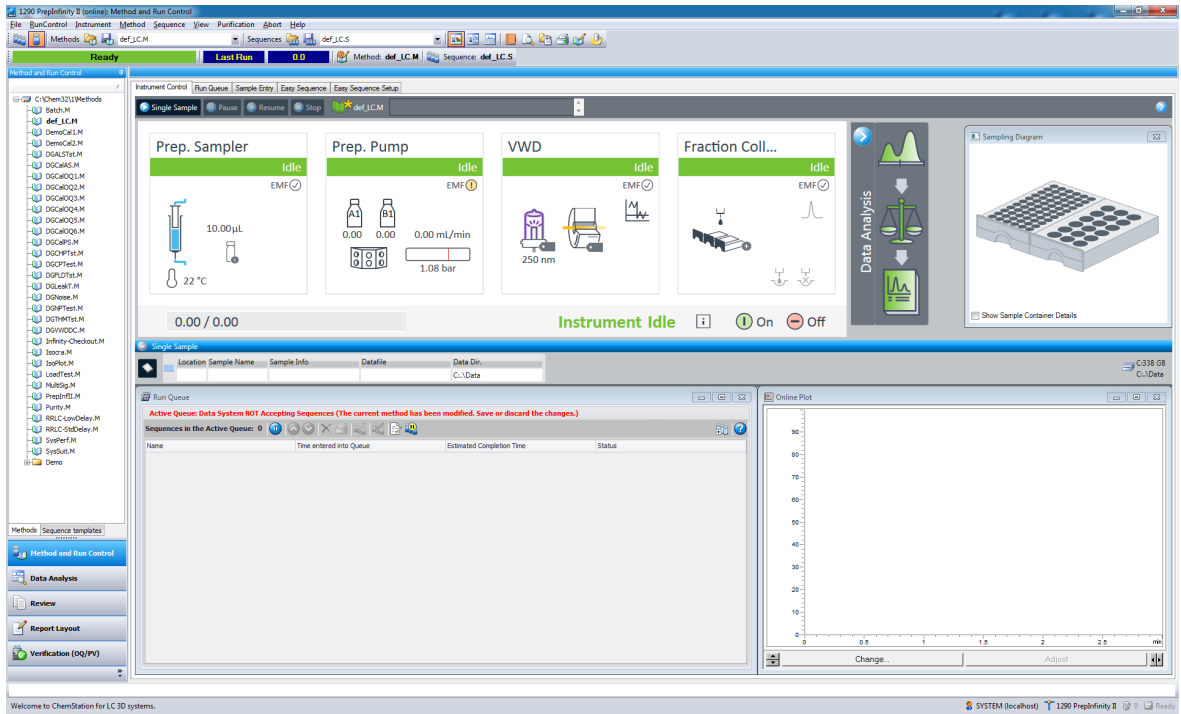 1290 PrepInfinity II (online): Method and Run Control
File RunControl Instrument Method Sequence View Purification Abort Help
Methods def_LC.M Sequences def_LC.S
Ready Last Run 0.0 Method: def_LC.M Sequence: def_LC.S
Method and Run Control
C:\Chem32\1\Methods
Batch.M
def_LC.M
DemoCal1.M
DemoCal2.M
DGALSTst.M
DGCalAS.M
DGCalOQ1.M
DGCalOQ2.M
DGCalOQ3.M
DGCalOQ4.M
DGCalOQ5.M
DGCalOQ6.M
DGCalPS.M
DGCHPTst.M
DGCPTest.M
DGFLDTst.M
DGLeakT.M
DGNoise.M
DGNPTest.M
DGTHMTst.M
DGVWDDC.M
Infinity-Checkout.M
Isocra.M
IsoPlot.M
LoadTest.M
MultiSig.M
PrepInfII.M
Purity.M
RRLC-LowDelay.M
RRLC-StdDelay.M
SysPerf.M
SysSuit.M
Demo
Methods Sequence templates
Method and Run Control
Data Analysis
Review
Report Layout
Verification (OQ/PV)
Instrument Control Run Queue Sample Entry Easy Sequence Easy Sequence Setup
Single Sample Pause Resume Stop def_LC.M
Prep. Sampler
Idle
EMF
10.00 µL
22 °C
Prep. Pump
Idle
EMF
A1 B1
0.00 0.00 0.00 mL/min
1.08 bar
VWD
Idle
EMF
250 nm
Fraction Coll...
Idle
EMF
Data Analysis
Sampling Diagram
Show Sample Container Details
0.00 / 0.00 Instrument Idle i On Off
Single Sample
Location Sample Name Sample Info Datafile Data Dir.
C:..\Data
C:338 GB
C:..\Data
Run Queue
Active Queue: Data System NOT Accepting Sequences (The current method has been modified. Save or discard the changes.)
Sequences in the Active Queue: 0
Name Time entered into Queue Estimated Completion Time Status
Online Plot
90
80
70
60
50
40
30
20
10
0
0 0.5 1 1.5 2 2.5 min
Change... Adjust
Welcome to ChemStation for LC 3D systems. SYSTEM (localhost) 1290 PrepInfinity II 0 Ready